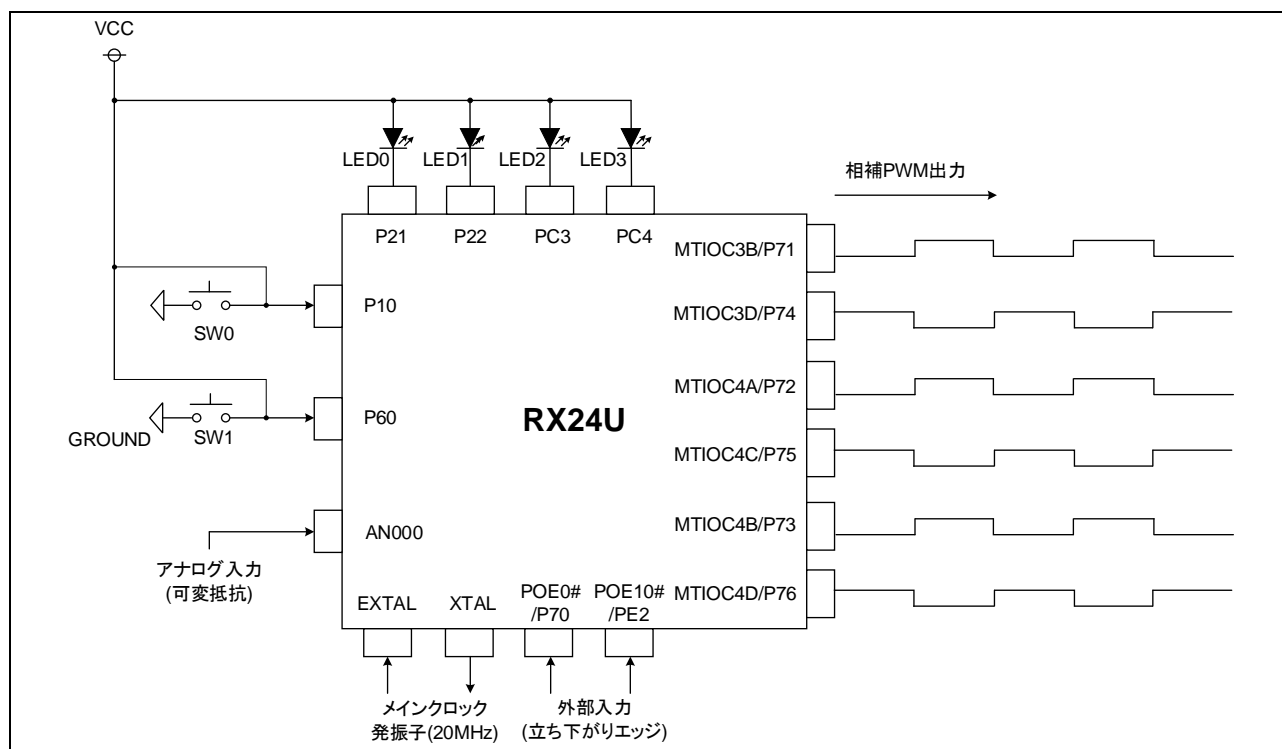 VCC
LED0
LED1
LED2
LED3
P21
P22
PC3
PC4
相補PWM出力
MTIOC3B/P71
P10
SW0
MTIOC3D/P74
MTIOC4A/P72
P60
RX24U
GROUND
SW1
MTIOC4C/P75
AN000
MTIOC4B/P73
アナログ入力
(可変抵抗)
EXTAL
XTAL
POE0#
/P70
POE10#
/PE2
MTIOC4D/P76
メインクロック
発振子(20MHz)
外部入力
(立ち下がりエッジ)